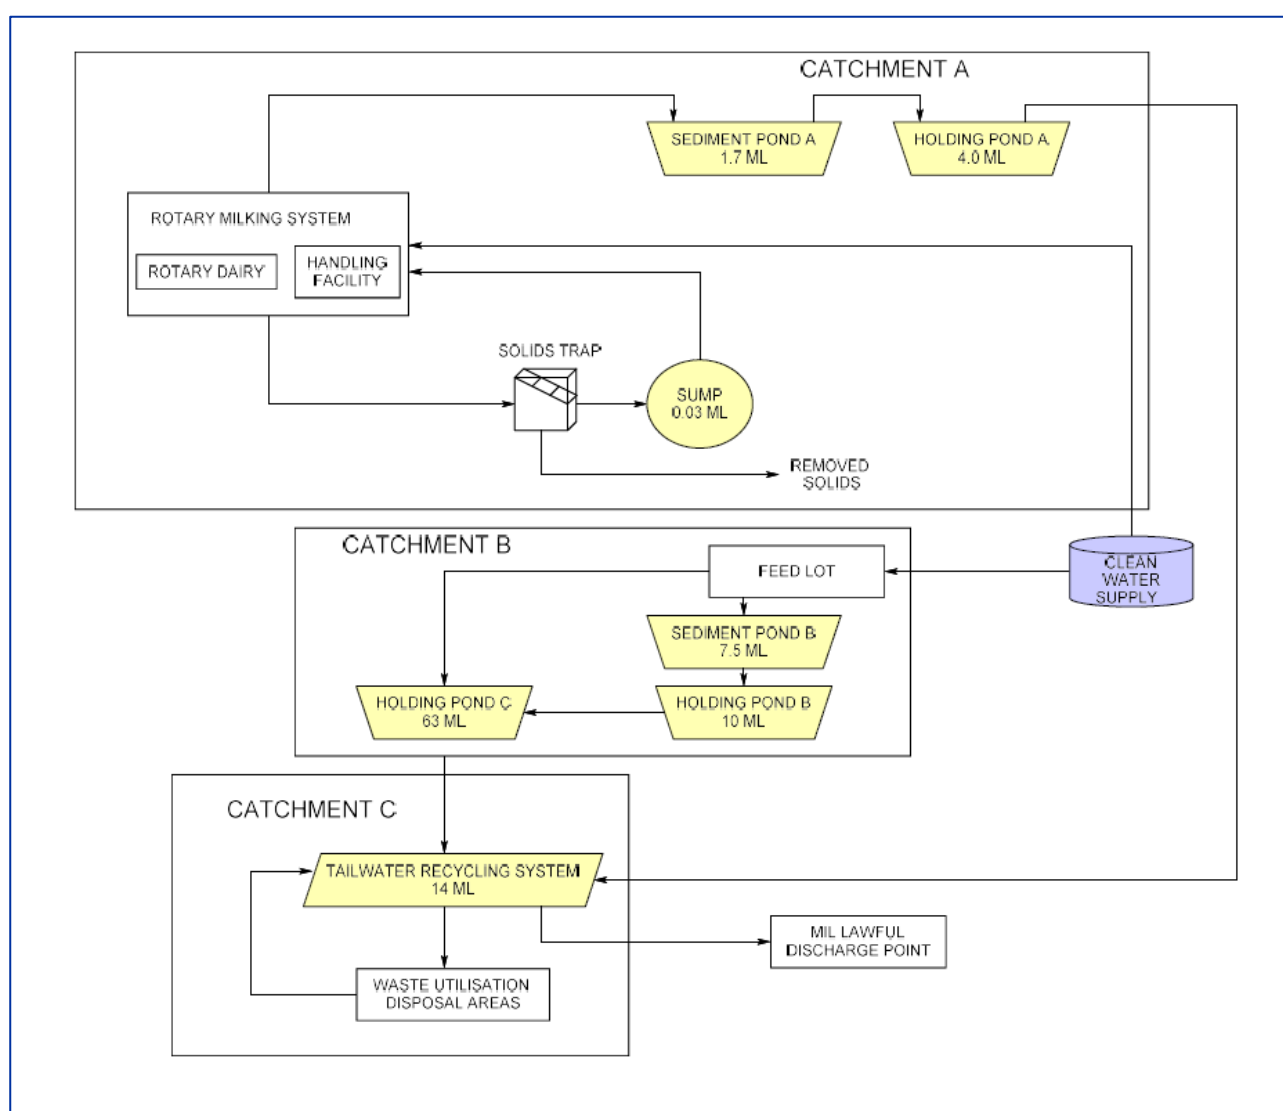 CATCHMENT A
SEDIMENT POND A
1.7 ML
HOLDING POND A
4.0 ML
ROTARY MILKING SYSTEM
ROTARY DAIRY
HANDLING
FACILITY
SOLIDS TRAP
SUMP
0.03 ML
REMOVED
SOLIDS
CATCHMENT B
FEED LOT
CLEAN
WATER
SUPPLY
SEDIMENT POND B
7.5 ML
HOLDING POND C
63 ML
HOLDING POND B
10 ML
CATCHMENT C
TAILWATER RECYCLING SYSTEM
14 ML
MIL LAWFUL
DISCHARGE POINT
WASTE UTILISATION
DISPOSAL AREAS